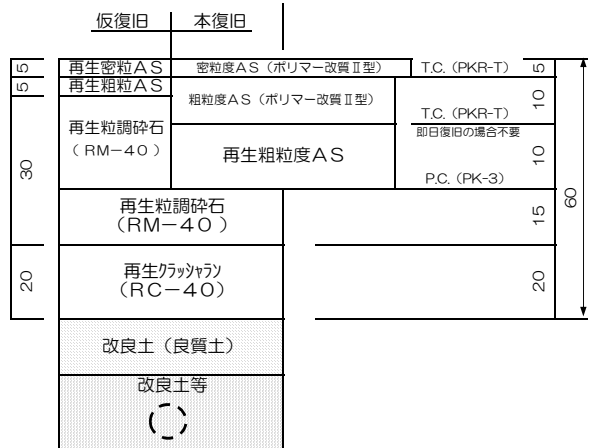 仮復旧 本復旧
5 再生密粒AS 密粒度AS(ポリマー改質Ⅱ型) T.C. (PKR-T) 5
5 再生粗粒AS 粗粒度AS(ポリマー改質Ⅱ型) 10
T.C. (PKR-T)
再生粒調砕石
(RM-40)
即日復旧の場合不要
30 再生粗粒度AS 10
P.C. (PK-3)
60
再生粒調砕石
(RM-40) 15
20 再生クラッシャラン
(RC-40) 20
改良土(良質土)
改良土等